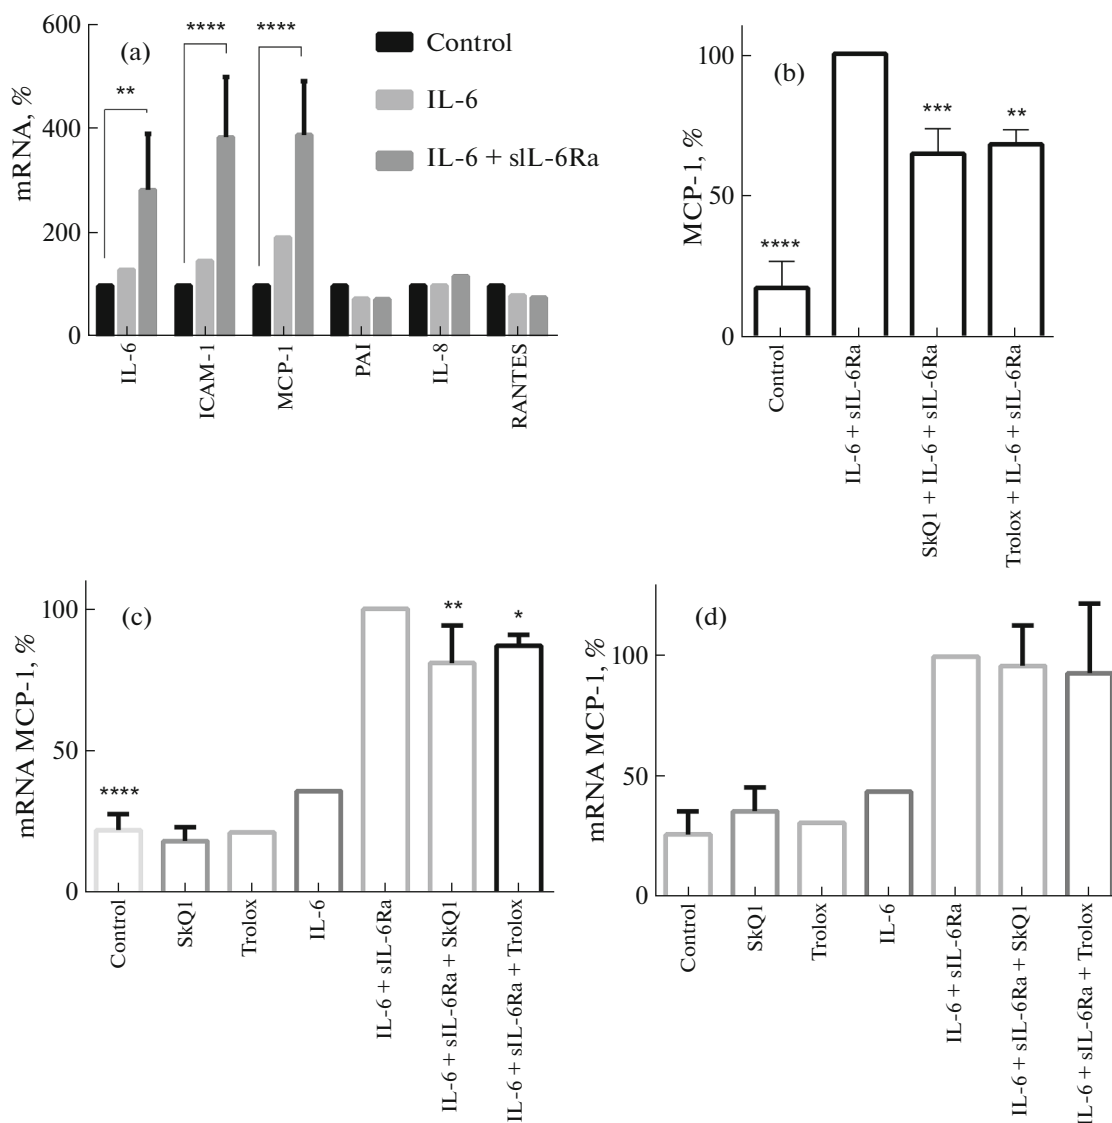 600
400
200
0
mRNA, %
(a)
**
****
****
Control
IL-6
IL-6 + sIL-6Ra
IL-6
ICAM-1
MCP-1
PAI
IL-8
RANTES
100
50
0
MCP-1, %
(b)
****
***
**
Control
IL-6 + sIL-6Ra
SkQ1 + IL-6 + sIL-6Ra
Trolox + IL-6 + sIL-6Ra
100
50
0
mRNA MCP-1, %
(c)
****
**
*
Control
SkQ1
Trolox
IL-6
IL-6 + sIL-6Ra
IL-6 + sIL-6Ra + SkQ1
IL-6 + sIL-6Ra + Trolox
100
50
0
mRNA MCP-1, %
(d)
Control
SkQ1
Trolox
IL-6
IL-6 + sIL-6Ra
IL-6 + sIL-6Ra + SkQ1
IL-6 + sIL-6Ra + Trolox